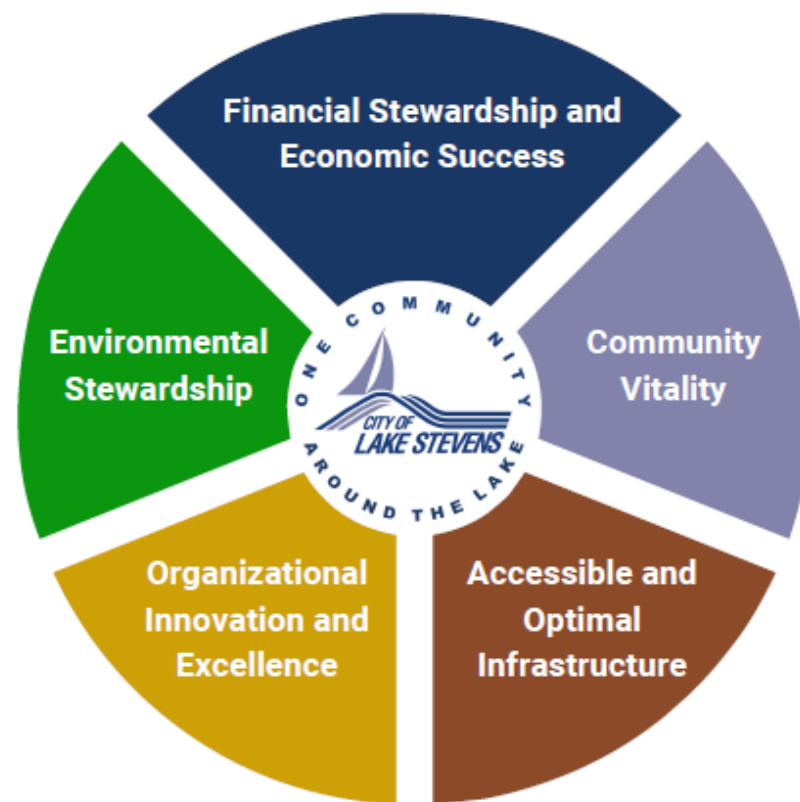 Financial Stewardship and
Economic Success
Environmental
Stewardship
Community
Vitality
ONE COMMUNITY
CITY OF
LAKE STEVENS
AROUND THE LAKE
Organizational
Innovation and
Excellence
Accessible and
Optimal
Infrastructure